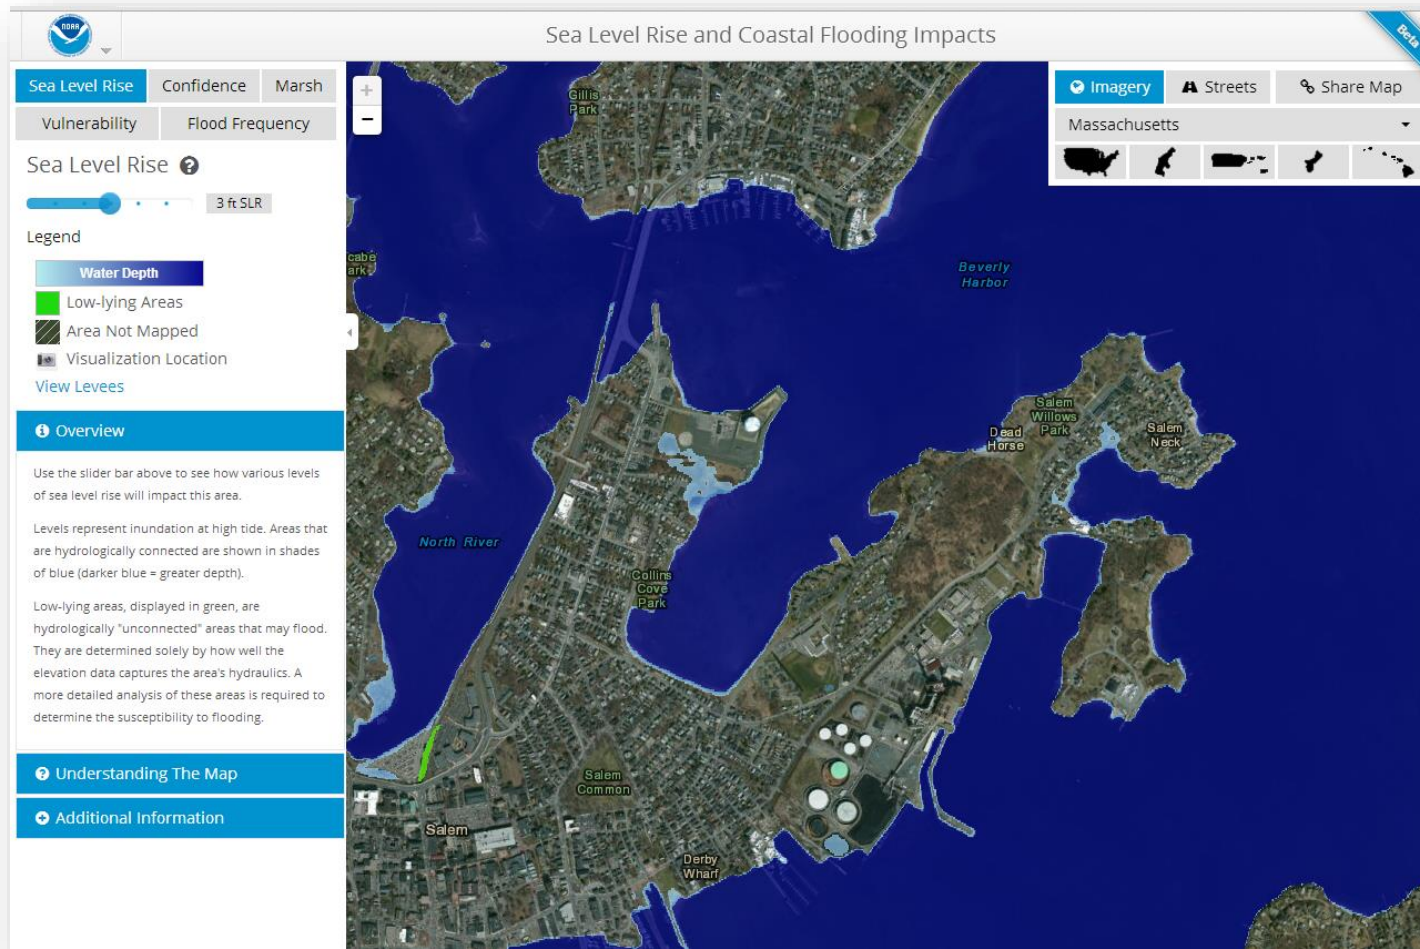 NOAA
Sea Level Rise and Coastal Flooding Impacts
Beta
Sea Level Rise
Confidence
Marsh
Vulnerability
Flood Frequency
Sea Level Rise ?
3 ft SLR
Legend
Water Depth
Low-lying Areas
Area Not Mapped
Visualization Location
View Levees
Overview
Use the slider bar above to see how various levels
of sea level rise will impact this area.
Levels represent inundation at high tide. Areas that
are hydrologically connected are shown in shades
of blue (darker blue = greater depth).
Low-lying areas, displayed in green, are
hydrologically "unconnected" areas that may flood.
They are determined solely by how well the
elevation data captures the area's hydraulics. A
more detailed analysis of these areas is required to
determine the susceptibility to flooding.
Understanding The Map
Additional Information
Imagery
Streets
Share Map
Massachusetts
Gillis
Park
cabe
ark
Beverly
Harbor
Salem
Willows
Park
Dead
Horse
Salem
Neck
North River
Collins
Cove
Park
Salem
Common
Salem
Derby
Wharf